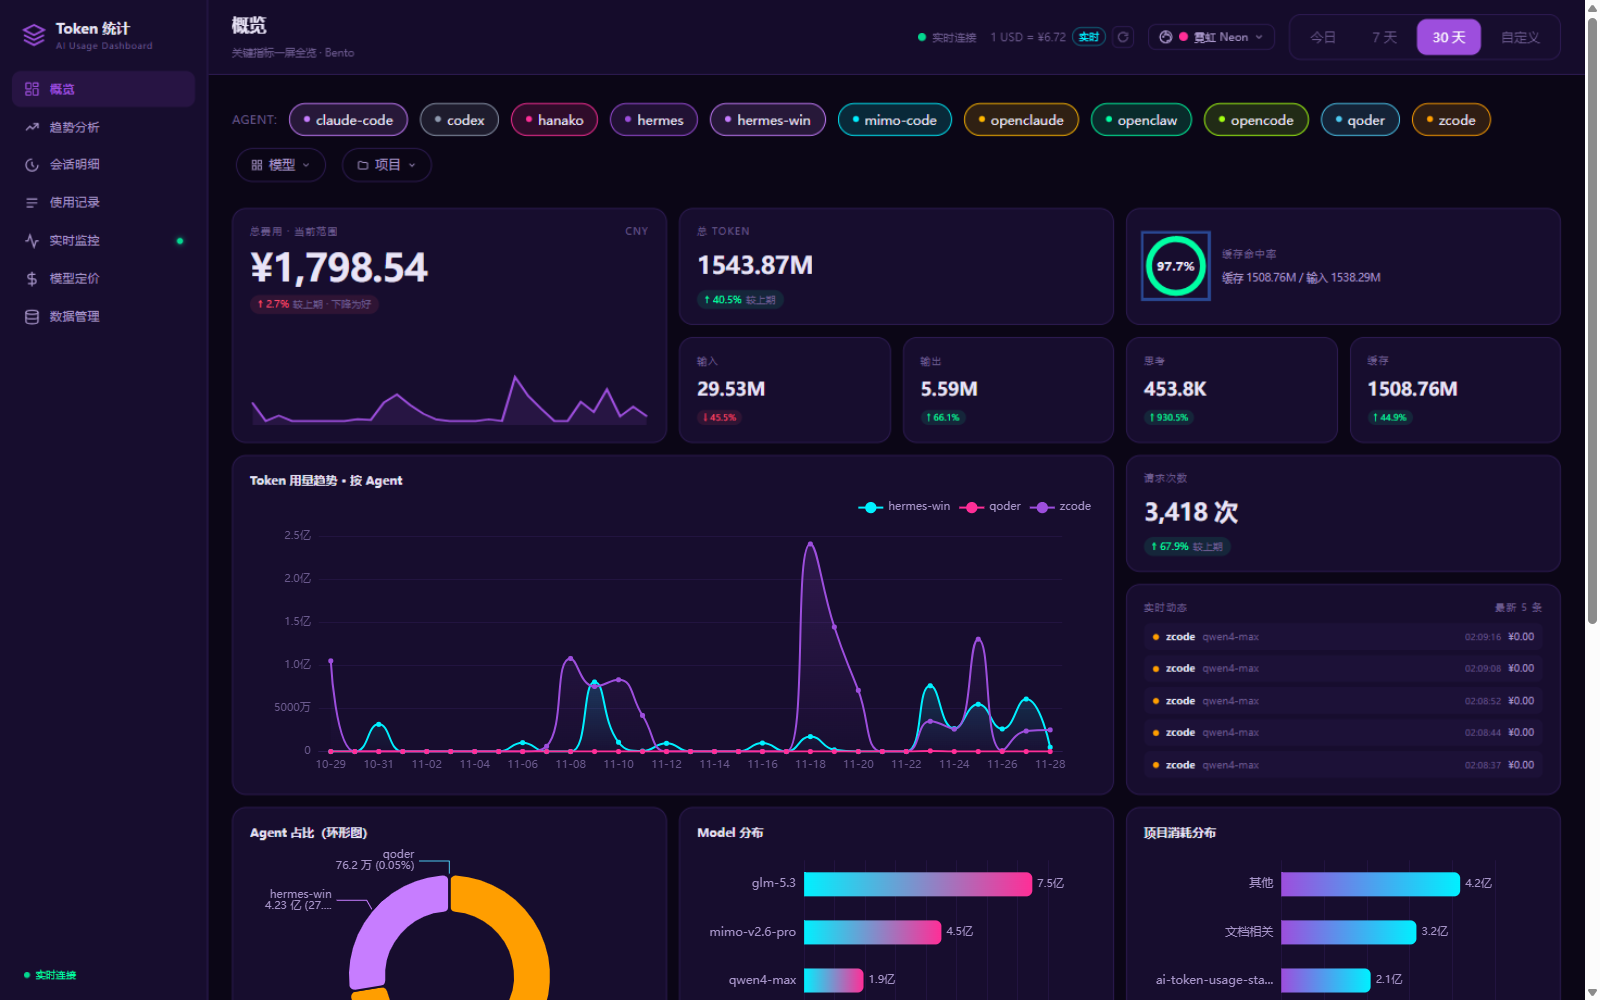 Token 统计
AI Usage Dashboard
概览
趋势分析
会话明细
使用记录
实时监控
模型定价
数据管理
实时连接
概览
关键指标一屏全览 · Bento
实时连接
1 USD = ¥6.72
实时
霓虹 Neon
今日
7 天
30 天
自定义
AGENT:
claude-code
codex
hanako
hermes
hermes-win
mimo-code
openclaude
openclaw
opencode
qoder
zcode
模型
项目
总费用 · 当前范围
CNY
¥1,798.54
↑ 2.7% 较上期 · 下降为好
总 TOKEN
1543.87M
↑ 40.5% 较上期
97.7%
缓存命中率
缓存 1508.76M / 输入 1538.29M
输入
29.53M
↓ 45.5%
输出
5.59M
↑ 66.1%
思考
453.8K
↑ 930.5%
缓存
1508.76M
↑ 44.9%
Token 用量趋势 • 按 Agent
hermes-win
qoder
zcode
2.5亿
2.0亿
1.5亿
1.0亿
5000万
0
10-29
10-31
11-02
11-04
11-06
11-08
11-10
11-12
11-14
11-16
11-18
11-20
11-22
11-24
11-26
11-28
请求次数
3,418 次
↑ 67.9% 较上期
实时动态
最新 5 条
zcode qwen4-max 02:09:16 ¥0.00
zcode qwen4-max 02:09:08 ¥0.00
zcode qwen4-max 02:08:52 ¥0.00
zcode qwen4-max 02:08:44 ¥0.00
zcode qwen4-max 02:08:37 ¥0.00
Agent 占比（环形图）
qoder
76.2 万 (0.05%)
hermes-win
4.23 亿 (27....
Model 分布
glm-5.3
7.5亿
mimo-v2.6-pro
4.5亿
qwen4-max
1.9亿
项目消耗分布
其他
4.2亿
文档相关
3.2亿
ai-token-usage-sta...
2.1亿